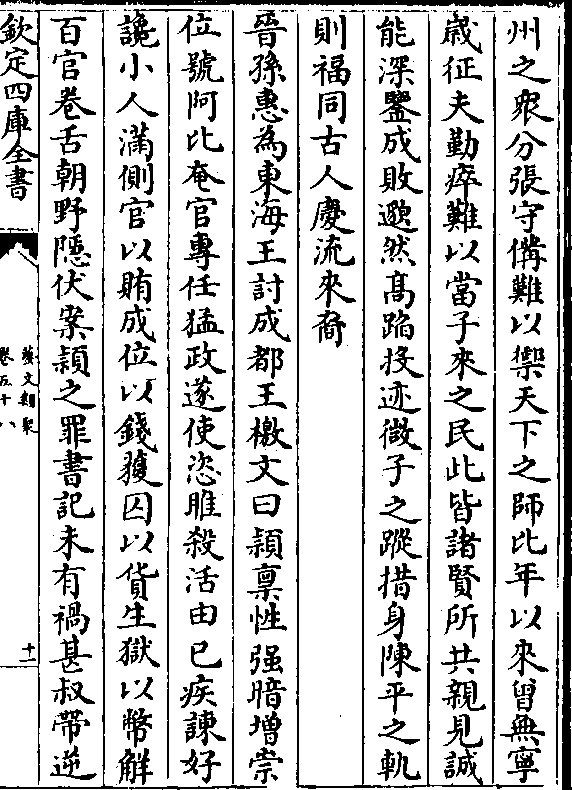 州之衆分張守備難以禦天下之師比年以來曾無寧
歲征夫勤瘁難以當子來之民此皆諸賢所共親見誠
能深鑒成敗邈然髙蹈投迹微子之蹤措身陳平之軌
則福同古人慶流來裔
晉孫惠為東海王討成都王檄文曰頴禀性强暗增崇
位號阿比奄官專任猛政遂使恣睢殺活由已疾諫好
讒小人滿側官以賄成位以錢獲囚以貨生獄以幣解
百官卷舌朝野隱伏案頴之罪書記未有禍甚叔帶逆
欽定四庫全書
藝文類聚
卷五十八
十二